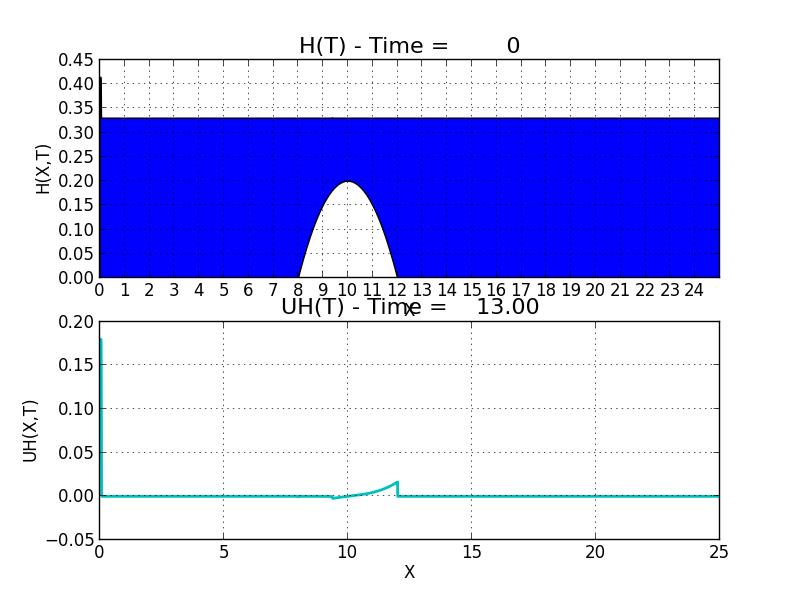 H(T) - Time = 0
0.45
0.40
0.35
0.30
0.25
0.20
0.15
0.10
0.05
0.00
H(X,T)
0 1 2 3 4 5 6 7 8 9 10 11 12 13 14 15 16 17 18 19 20 21 22 23 24
X
UH(T) - Time = 13.00
0.20
0.15
0.10
0.05
0.00
−0.05
UH(X,T)
0 5 10 15 20 25
X